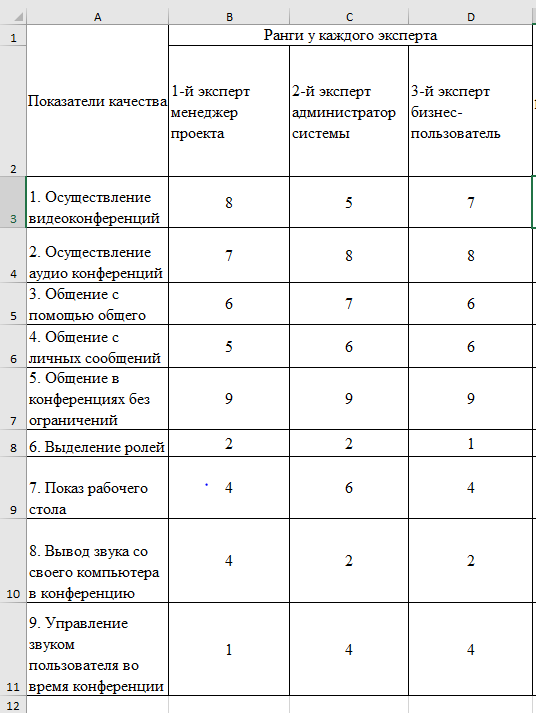 A B C D
1 Ранги у каждого эксперта
Показатели качества
1-й эксперт
менеджер
проекта
2-й эксперт
администратор
системы
3-й эксперт
бизнес-
пользователь
2
1. Осуществление
3 видеоконференций 8 5 7
2. Осуществление
4 аудио конференций 7 8 8
3. Общение с
5 помощью общего 6 7 6
4. Общение с
6 личных сообщений 5 6 6
5. Общение в
конференциях без
7 ограничений 9 9 9
8 6. Выделение ролей 2 2 1
7. Показ рабочего
9 стола 4 6 4
8. Вывод звука со
своего компьютера
10 в конференцию 4 2 2
9. Управление
звуком
пользователя во
11 время конференции 1 4 4
12